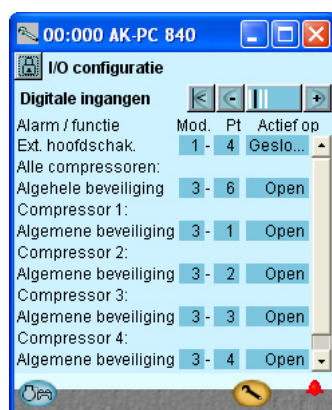 00:000 AK-PC 840
I/O configuratie
Digitale ingangen
Alarm / functie Mod. Pt Actief op
Ext. hoofdschak. 1 - 4 Geslo...
Alle compressoren:
Algehele beveiliging 3 - 6 Open
Compressor 1:
Algemene beveiliging 3 - 1 Open
Compressor 2:
Algemene beveiliging 3 - 2 Open
Compressor 3:
Algemene beveiliging 3 - 3 Open
Compressor 4:
Algemene beveiliging 3 - 4 Open